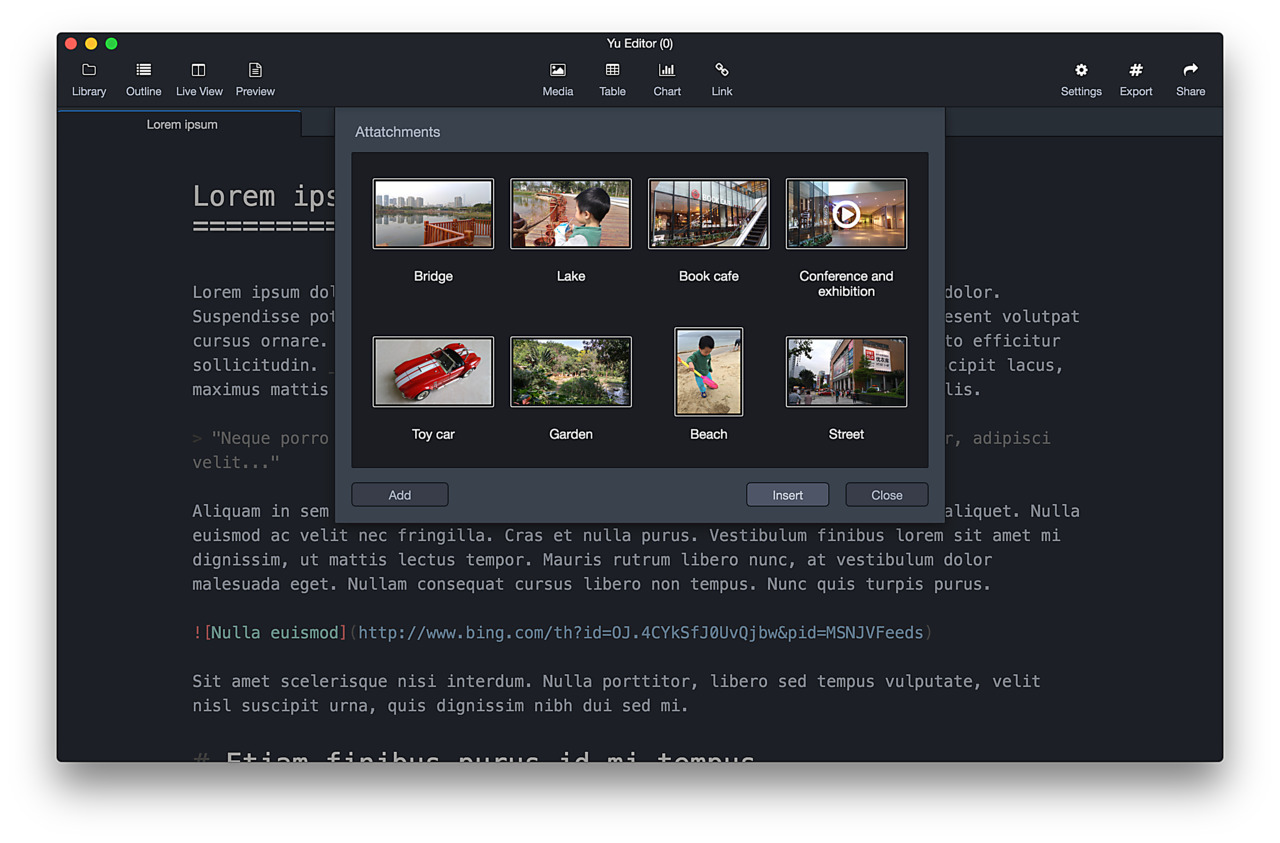 Yu Editor (0)
Library Outline Live View Preview Media Table Chart Link Settings Export Share
Lorem ipsum
Attatchments
Lorem ips
==========
Bridge Lake Book cafe Conference and
exhibition
Lorem ipsum dol dolor.
Suspendisse pot esent volutpat
cursus ornare. to efficitur
sollicitudin. cipit lacus,
maximus mattis lis.
Toy car Garden Beach Street
> "Neque porro r, adipisci
velit..."
Add Insert Close
Aliquam in sem aliquet. Nulla
euismod ac velit nec fringilla. Cras et nulla purus. Vestibulum finibus lorem sit amet mi
dignissim, ut mattis lectus tempor. Mauris rutrum libero nunc, at vestibulum dolor
malesuada eget. Nullam consequat cursus libero non tempus. Nunc quis turpis purus.
![Nulla euismod](http://www.bing.com/th?id=OJ.4CYkSfJ0UvQjbw&pid=MSNJVFeeds)
Sit amet scelerisque nisi interdum. Nulla porttitor, libero sed tempus vulputate, velit
nisl suscipit urna, quis dignissim nibh dui sed mi.
# Etiam finibus purus id mi tempus